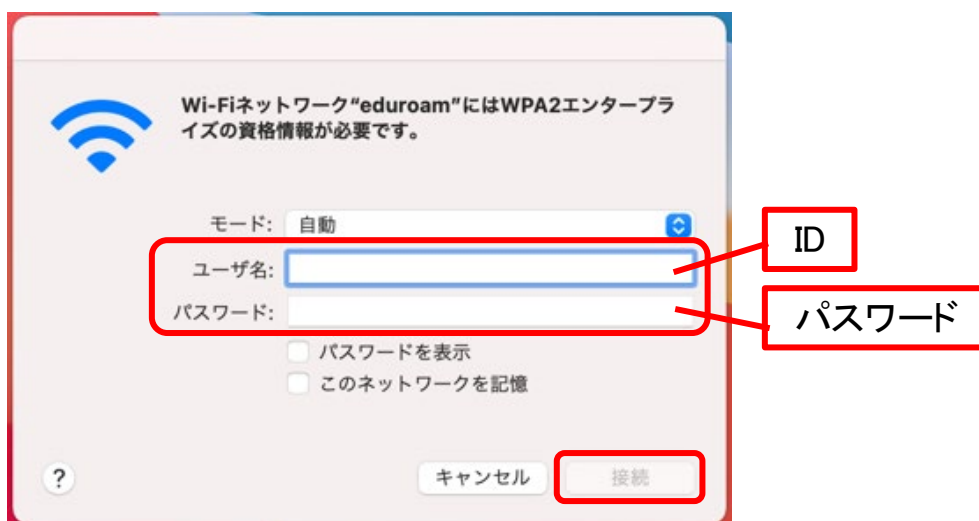 Wi-Fiネットワーク“eduroam”にはWPA2エンタープラ
イズの資格情報が必要です。
モード: 自動
ID
ユーザ名:
パスワード:
パスワード
パスワードを表示
このネットワークを記憶
?
キャンセル
接続